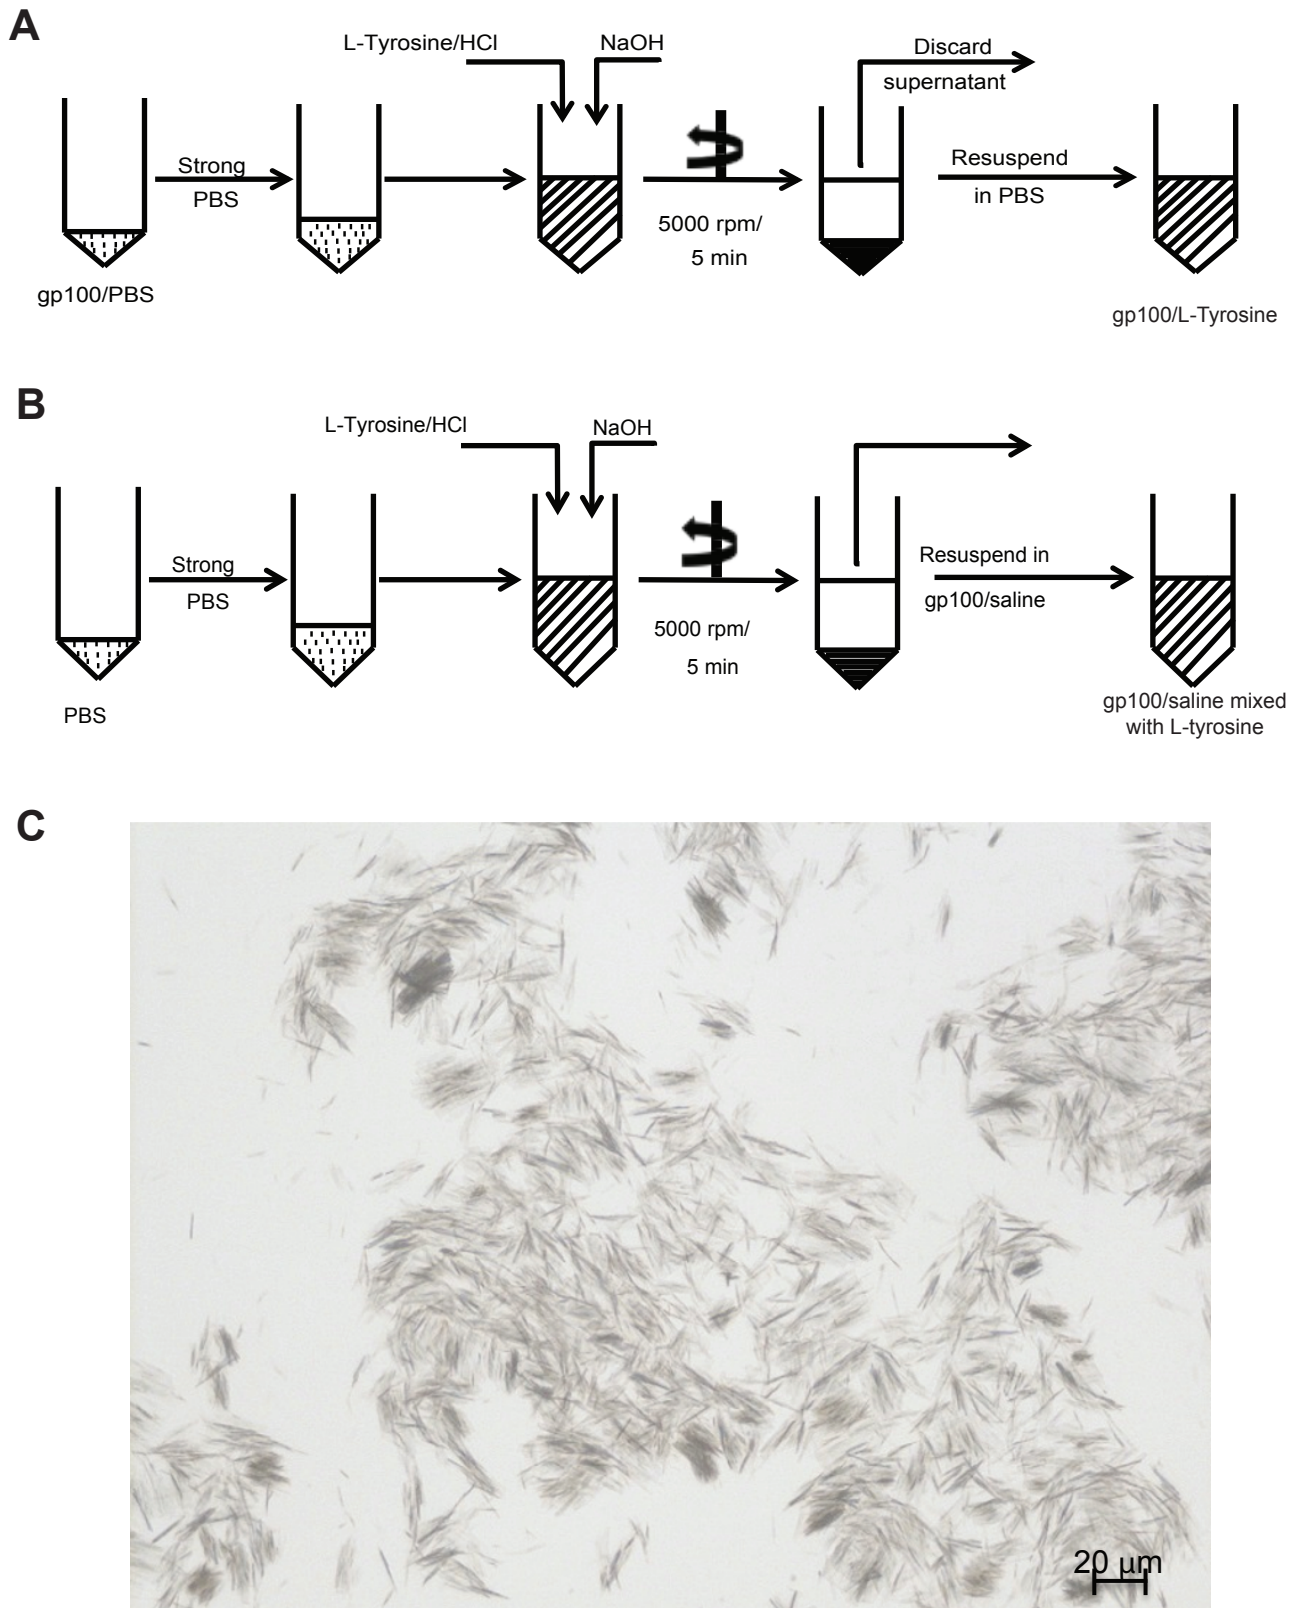 A
L-Tyrosine/HCl
NaOH
Discard
supernatant
Strong
PBS
5000 rpm/
5 min
Resuspend
in PBS
gp100/PBS
gp100/L-Tyrosine
B
L-Tyrosine/HCl
NaOH
Strong
PBS
5000 rpm/
5 min
Resuspend in
gp100/saline
PBS
gp100/saline mixed
with L-tyrosine
C
20 μm